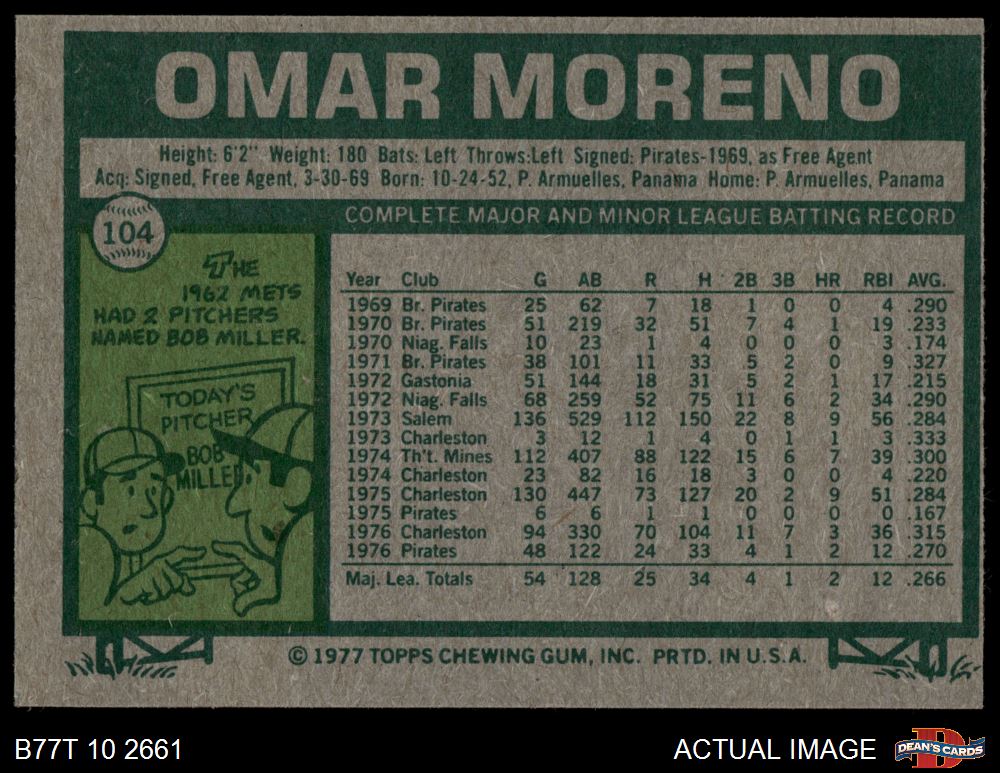 OMAR MORENO
Height: 6'2" Weight: 180 Bats: Left Throws:Left Signed: Pirates-1969, as Free Agent
Acq: Signed, Free Agent, 3-30-69 Born: 10-24-52, P. Armuelles, Panama Home: P. Armuelles, Panama
104
THE
1962 METS
HAD 2 PITCHERS
NAMED BOB MILLER.
TODAY'S
PITCHER
BOB
MILLER
COMPLETE MAJOR AND MINOR LEAGUE BATTING RECORD
Year Club G AB R H 2B 3B HR RBI AVG.
1969 Br. Pirates 25 62 7 18 1 0 0 4 .290
1970 Br. Pirates 51 219 32 51 7 4 1 19 .233
1970 Niag. Falls 10 23 1 4 0 0 0 3 .174
1971 Br. Pirates 38 101 11 33 5 2 0 9 .327
1972 Gastonia 51 144 18 31 5 2 1 17 .215
1972 Niag. Falls 68 259 52 75 11 6 2 34 .290
1973 Salem 136 529 112 150 22 8 9 56 .284
1973 Charleston 3 12 1 4 0 1 1 3 .333
1974 Th't. Mines 112 407 88 122 15 6 7 39 .300
1974 Charleston 23 82 16 18 3 0 0 4 .220
1975 Charleston 130 447 73 127 20 2 9 51 .284
1975 Pirates 6 6 1 1 0 0 0 0 .167
1976 Charleston 94 330 70 104 11 7 3 36 .315
1976 Pirates 48 122 24 33 4 1 2 12 .270
Maj. Lea. Totals 54 128 25 34 4 1 2 12 .266
© 1977 TOPPS CHEWING GUM, INC. PRTD. IN U.S.A.
B77T 10 2661
ACTUAL IMAGE
DEAN'S CARDS